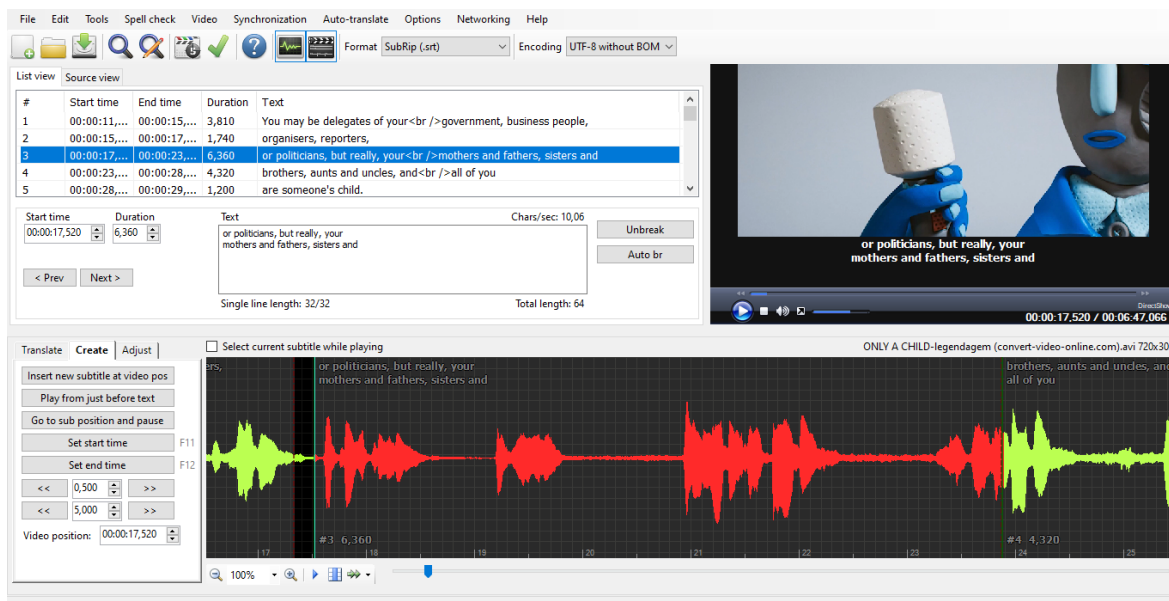 File Edit Tools Spell check Video Synchronization Auto-translate Options Networking Help
Format SubRip (.srt) Encoding UTF-8 without BOM
List view Source view
# Start time End time Duration Text
1 00:00:11,... 00:00:15,... 3,810 You may be delegates of your<br />government, business people,
2 00:00:15,... 00:00:17,... 1,740 organisers, reporters,
3 00:00:17,... 00:00:23,... 6,360 or politicians, but really, your<br />mothers and fathers, sisters and
4 00:00:23,... 00:00:28,... 4,320 brothers, aunts and uncles, and<br />all of you
5 00:00:28,... 00:00:29,... 1,200 are someone's child.
Start time Duration Text Chars/sec: 10,06
00:00:17,520 6,360
or politicians, but really, your
mothers and fathers, sisters and
Unbreak
Auto br
< Prev Next >
Single line length: 32/32 Total length: 64
or politicians, but really, your
mothers and fathers, sisters and
DirectShow
00:00:17,520 / 00:06:47,066
Translate Create Adjust
Select current subtitle while playing
ONLY A CHILD-legendagem (convert-video-online.com).avi 720x30
Insert new subtitle at video pos
Play from just before text
Go to sub position and pause
Set start time F11
Set end time F12
<< 0,500 >>
<< 5,000 >>
Video position: 00:00:17,520
ers,
or politicians, but really, your
mothers and fathers, sisters and
brothers, aunts and uncles, and
all of you
#3 6,360
#4 4,320
17 18 19 20 21 22 23 24 25
100%